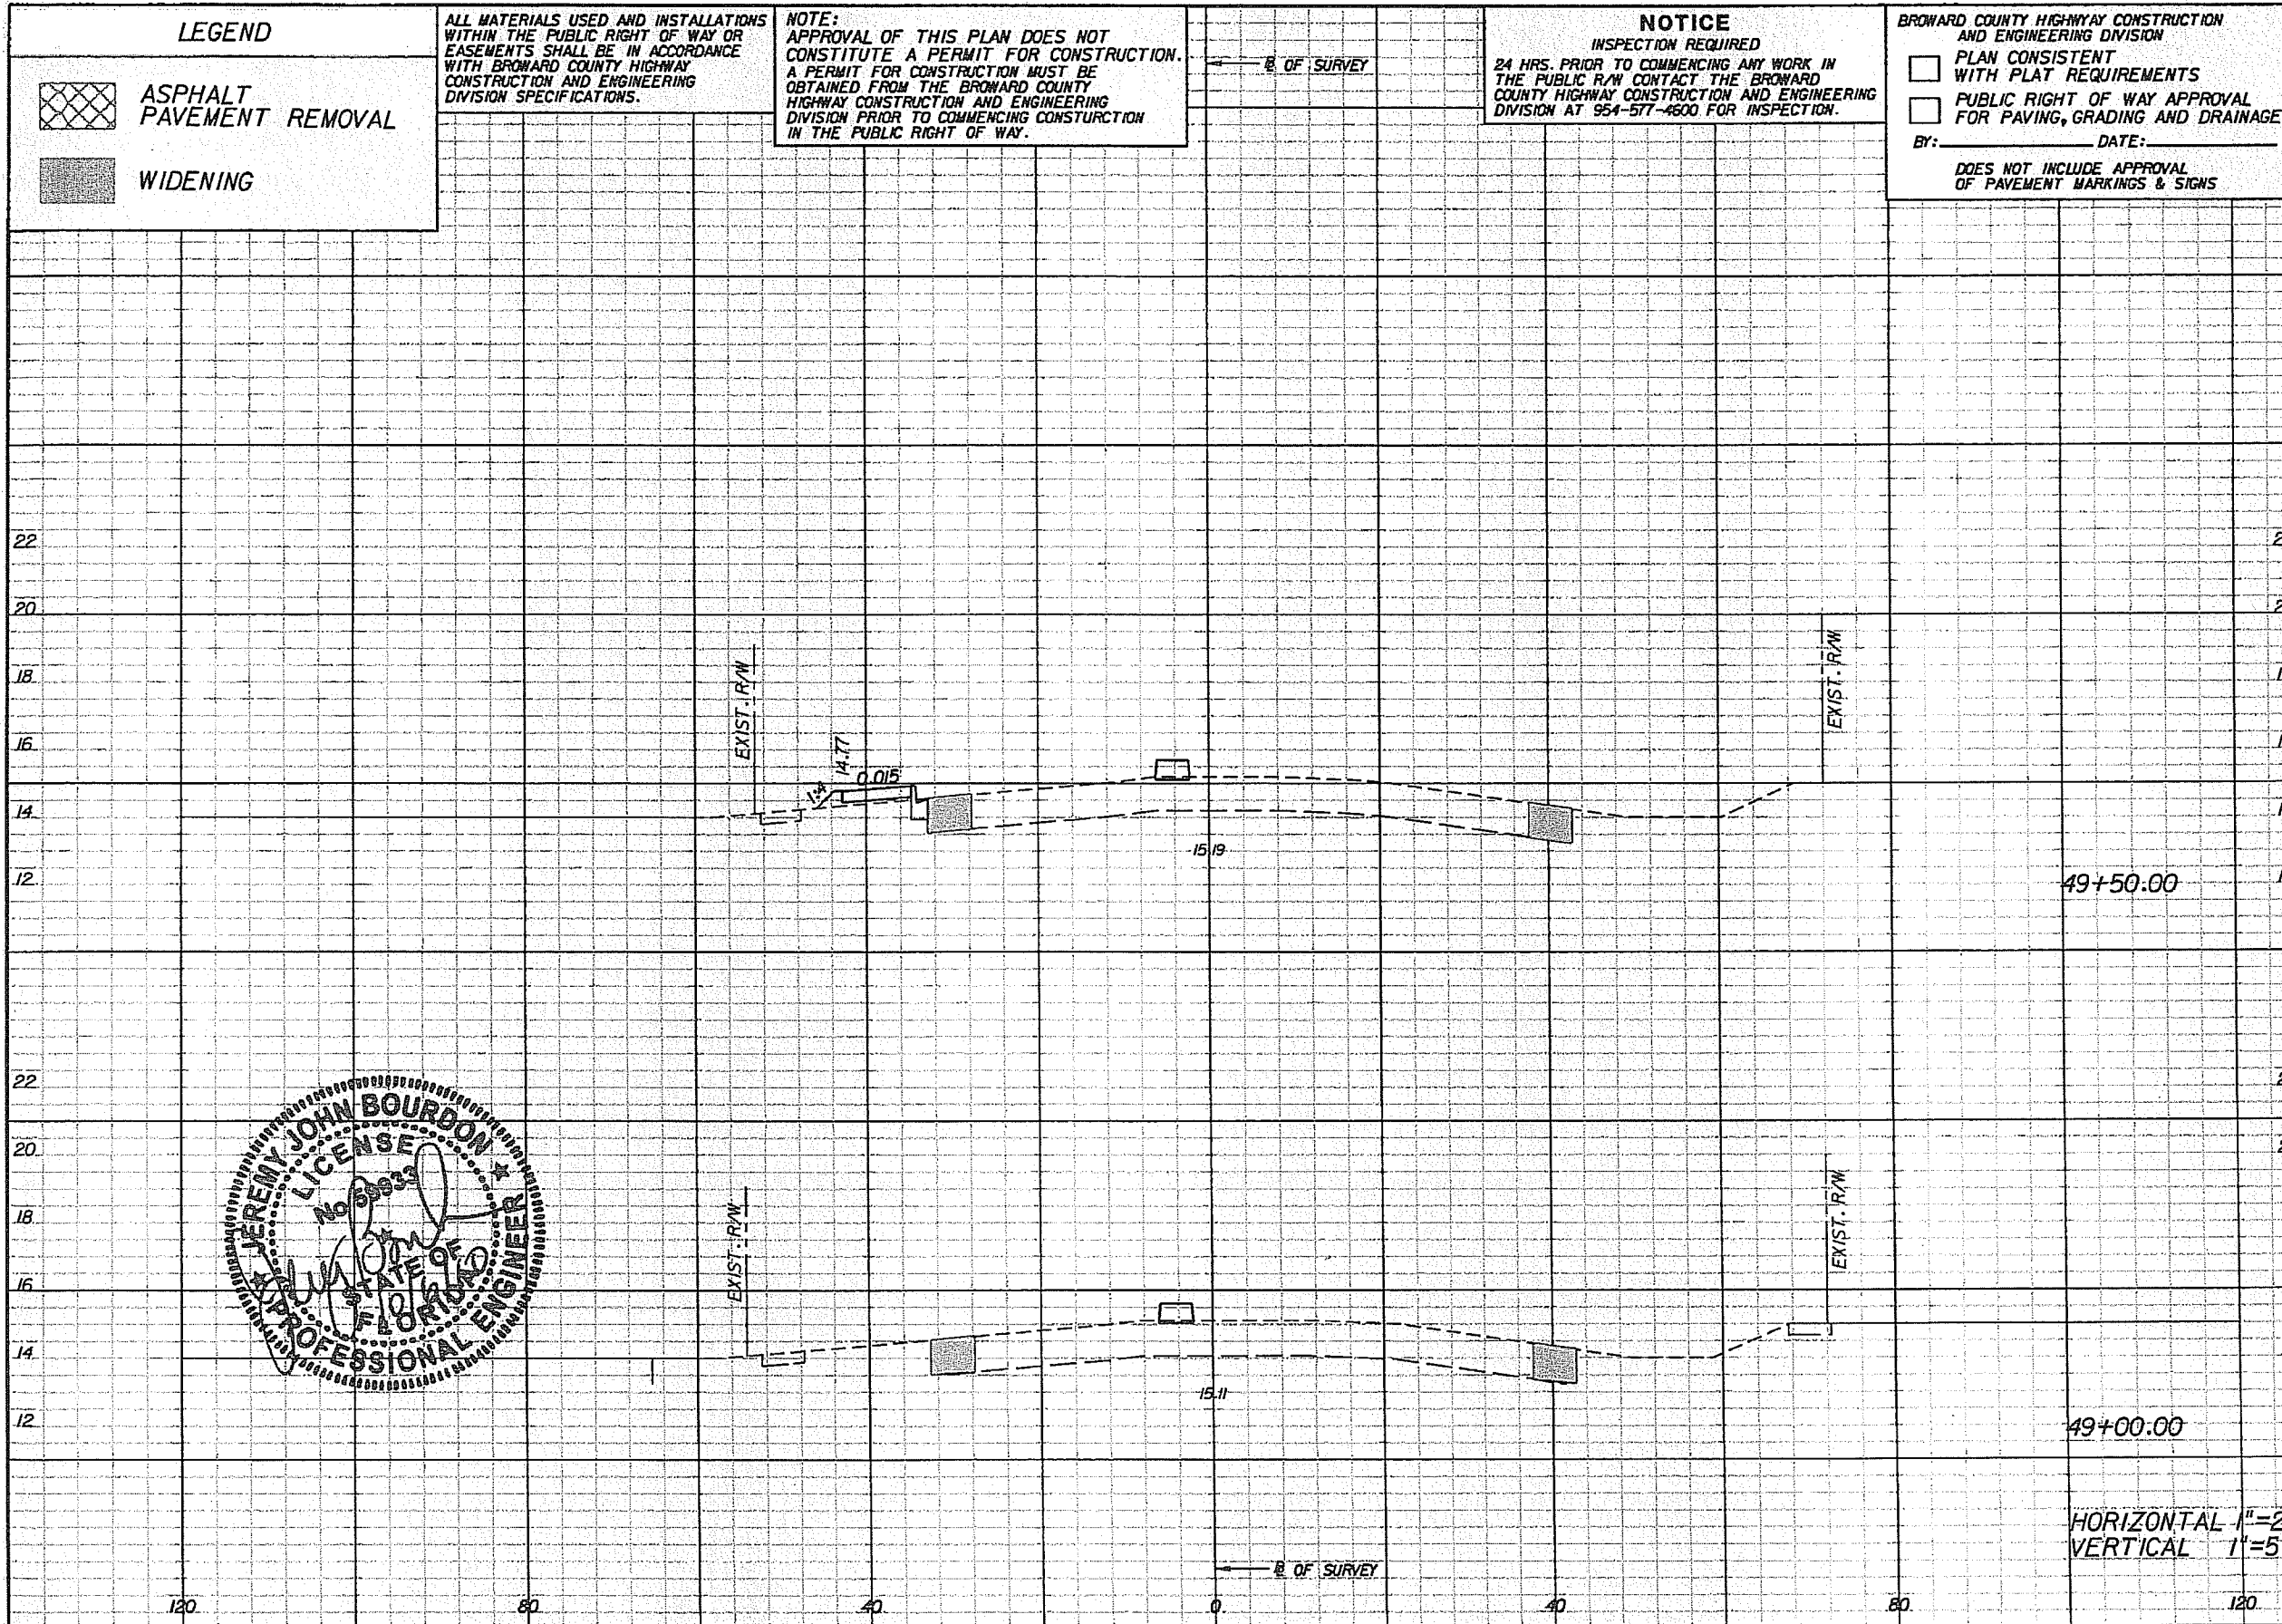 LEGEND
ASPHALT
PAVEMENT REMOVAL
WIDENING
ALL MATERIALS USED AND INSTALLATIONS
WITHIN THE PUBLIC RIGHT OF WAY OR
EASEMENTS SHALL BE IN ACCORDANCE
WITH BROWARD COUNTY HIGHWAY
CONSTRUCTION AND ENGINEERING
DIVISION SPECIFICATIONS.
NOTE:
APPROVAL OF THIS PLAN DOES NOT
CONSTITUTE A PERMIT FOR CONSTRUCTION.
A PERMIT FOR CONSTRUCTION MUST BE
OBTAINED FROM THE BROWARD COUNTY
HIGHWAY CONSTRUCTION AND ENGINEERING
DIVISION PRIOR TO COMMENCING CONSTURCTION
IN THE PUBLIC RIGHT OF WAY.
OF SURVEY
NOTICE
INSPECTION REQUIRED
24 HRS. PRIOR TO COMMENCING ANY WORK IN
THE PUBLIC R/W CONTACT THE BROWARD
COUNTY HIGHWAY CONSTRUCTION AND ENGINEERING
DIVISION AT 954-577-4600 FOR INSPECTION.
BROWARD COUNTY HIGHWYAY CONSTRUCTION
AND ENGINEERING DIVISION
PLAN CONSISTENT
WITH PLAT REQUIREMENTS
PUBLIC RIGHT OF WAY APPROVAL
FOR PAVING, GRADING AND DRAINAGE
BY: DATE:
DOES NOT INCLUDE APPROVAL
OF PAVEMENT MARKINGS & SIGNS
22
20
18
16
14
12
EXIST. R/W
1:4
14.77
0.015
15.19
EXIST. R/W
49+50.00
22
20
18
16
14
12
JEREMY JOHN BOURDON
LICENSE
No
STATE OF
FLORIDA
PROFESSIONAL ENGINEER
EXIST. R/W
15.11
EXIST. R/W
49+00.00
HORIZONTAL 1"=2
VERTICAL 1"=5
OF SURVEY
120 80 40 0 40 80 120